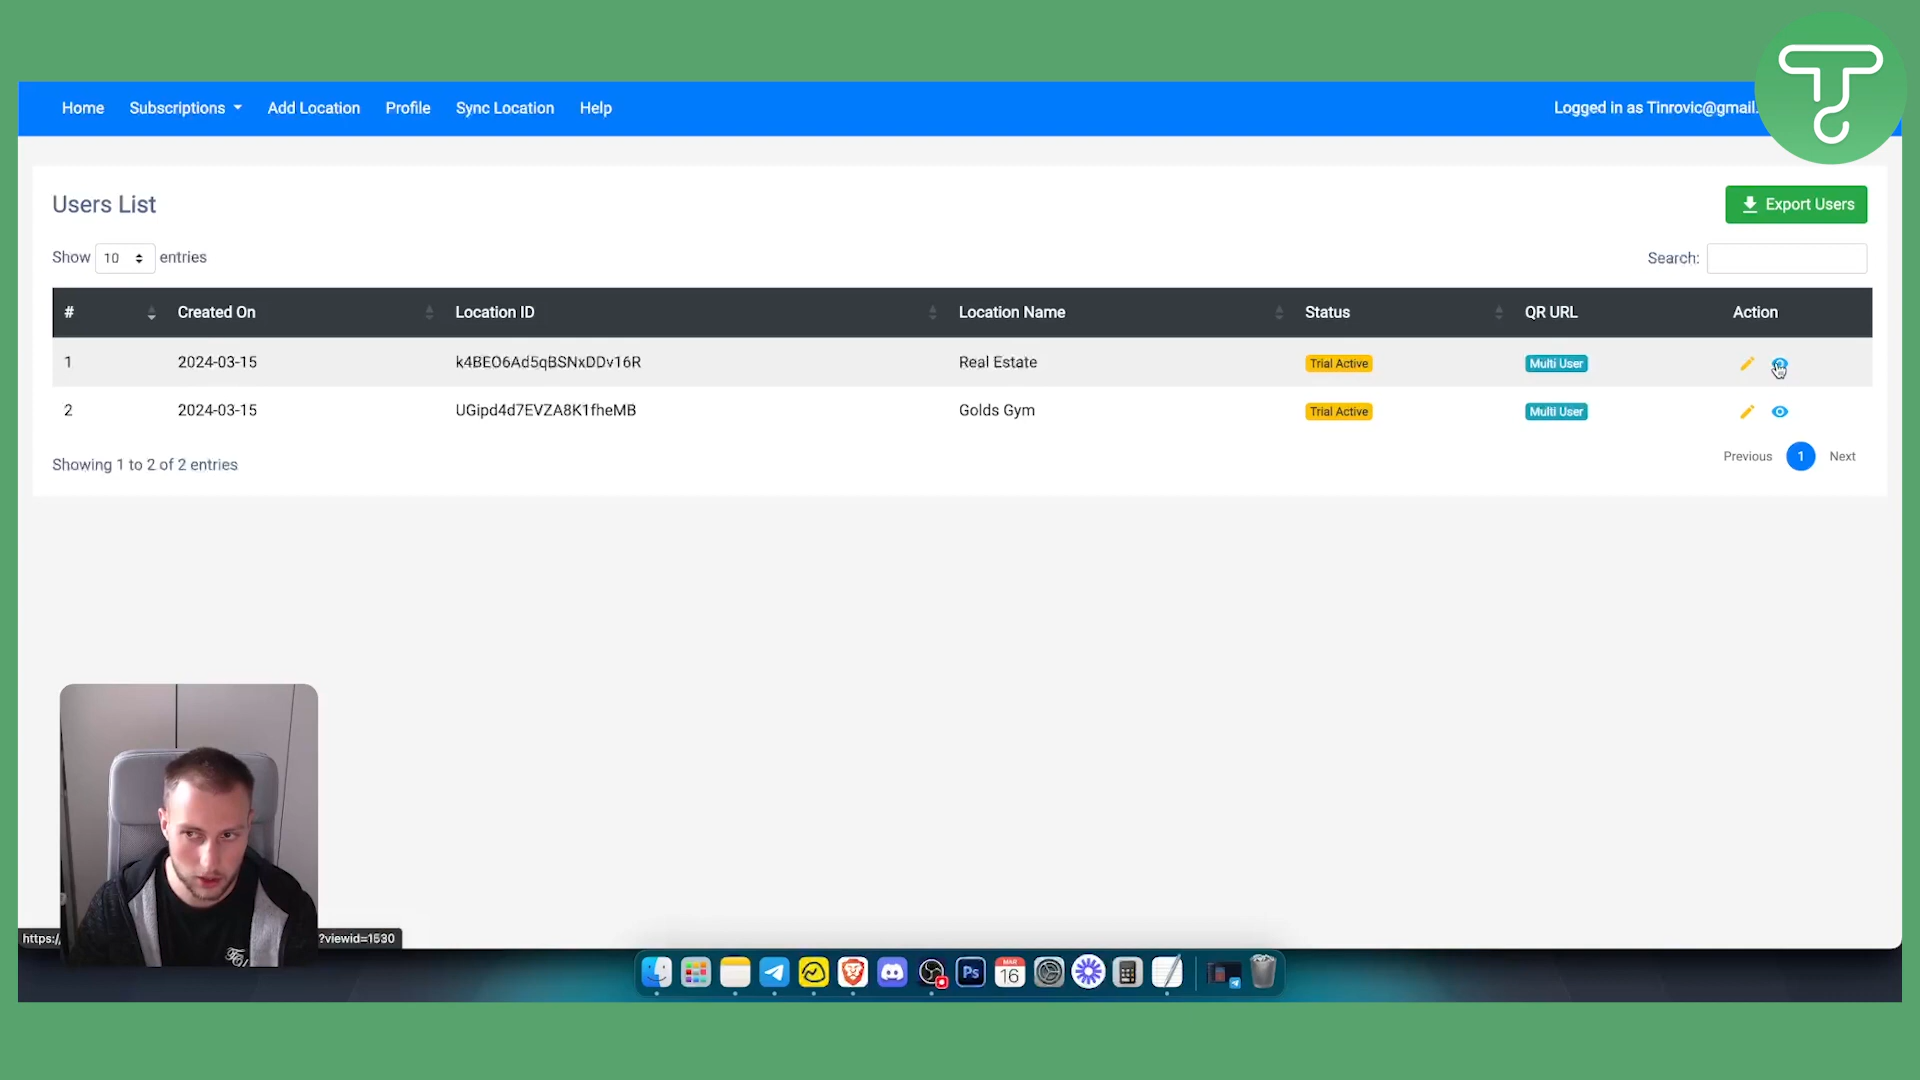 Home Subscriptions Add Location Profile Sync Location Help Logged in as Tinrovic@gmail.
Users List
Export Users
Show 10 entries
Search:
# Created On Location ID Location Name Status QR URL Action
1 2024-03-15 k4BEO6Ad5qBSNxDDv16R Real Estate Trial Active Multi User
2 2024-03-15 UGipd4d7EVZA8K1fheMB Golds Gym Trial Active Multi User
Showing 1 to 2 of 2 entries
Previous 1 Next
https:/ ?viewid=1530
Ps
MAR
16